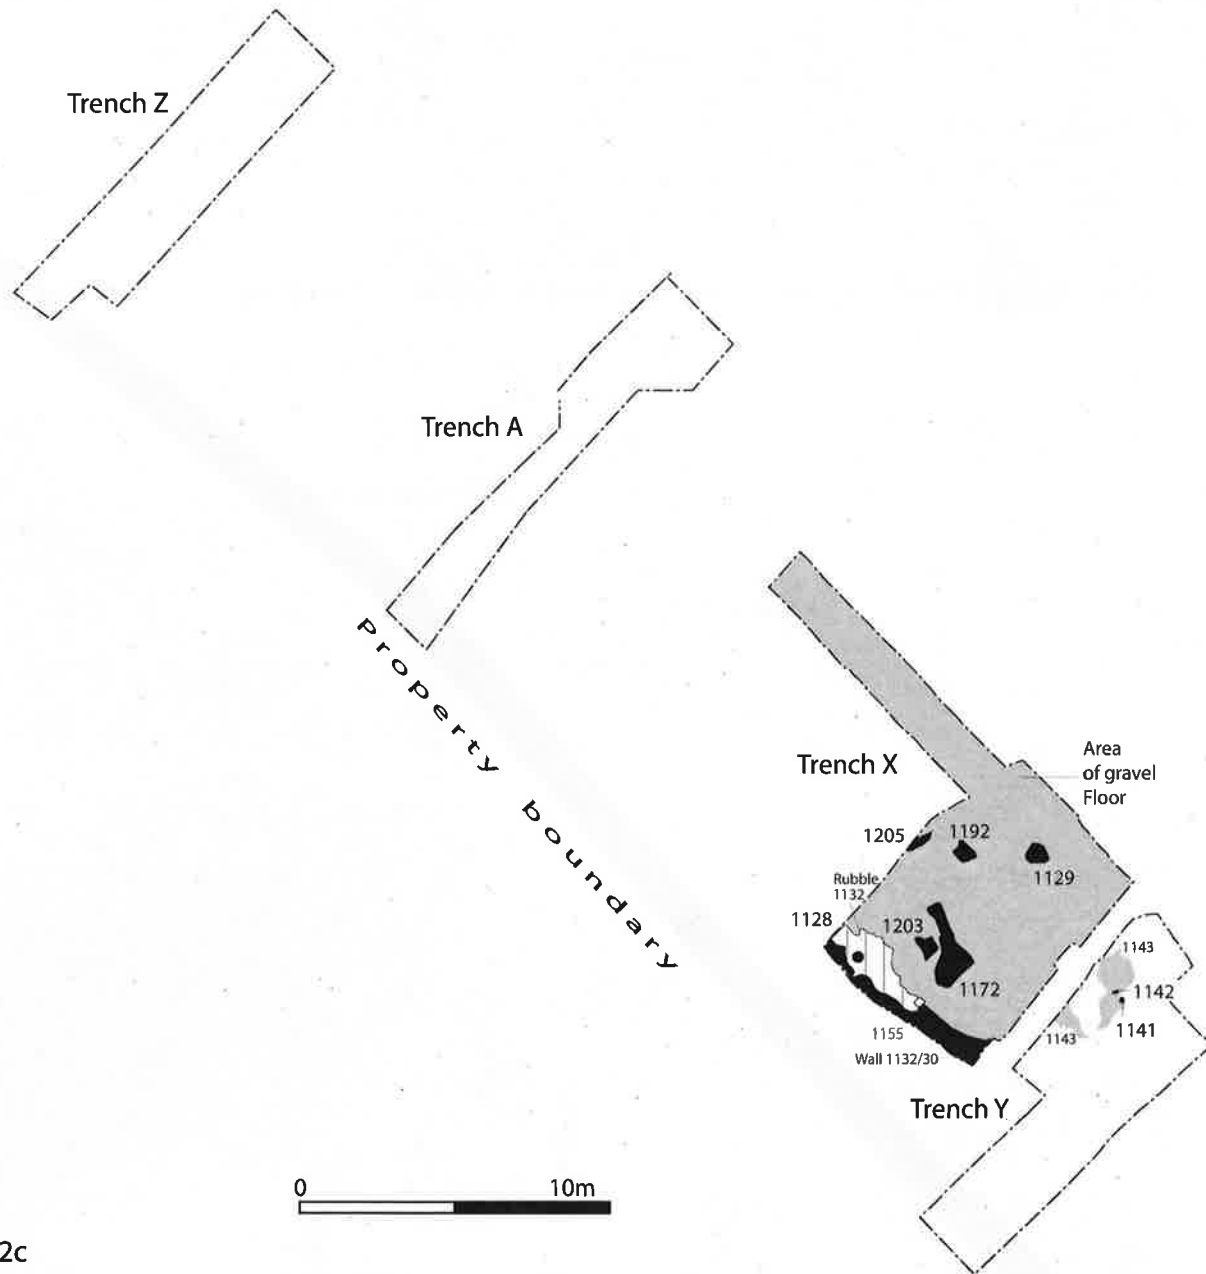 Trench Z
Trench A
Property boundary
Trench X
Area
of gravel
Floor
1205
1192
1129
Rubble
1132
1128
1203
1172
1143
1142
1141
1143
1155
Wall 1132/30
Trench Y
0 10m
2c